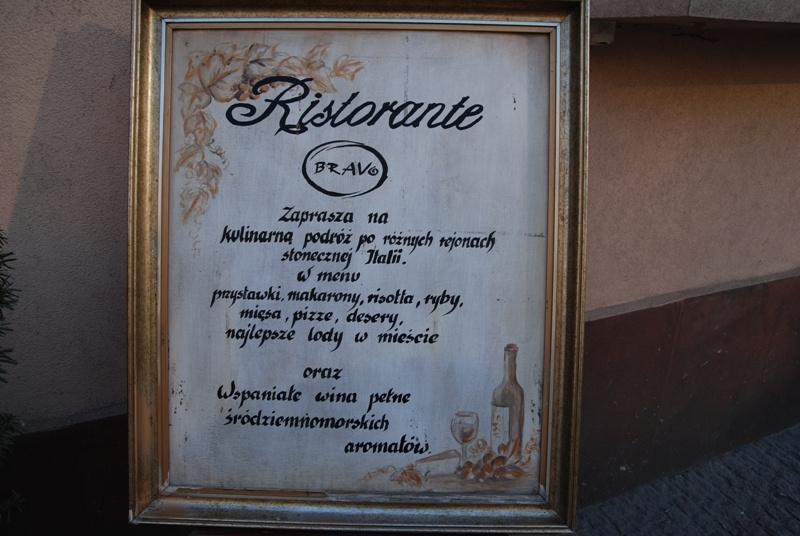 Ristorante
BRAVO
Zaprasza na
kulinarną podróż po różnych rejonach
słonecznej Italii.
W menu
przystawki, makarony, risotta, ryby,
mięsa, pizze, desery,
najlepsze lody w mieście
oraz
Wspaniałe wina pełne
śródziemnomorskich
aromatów.